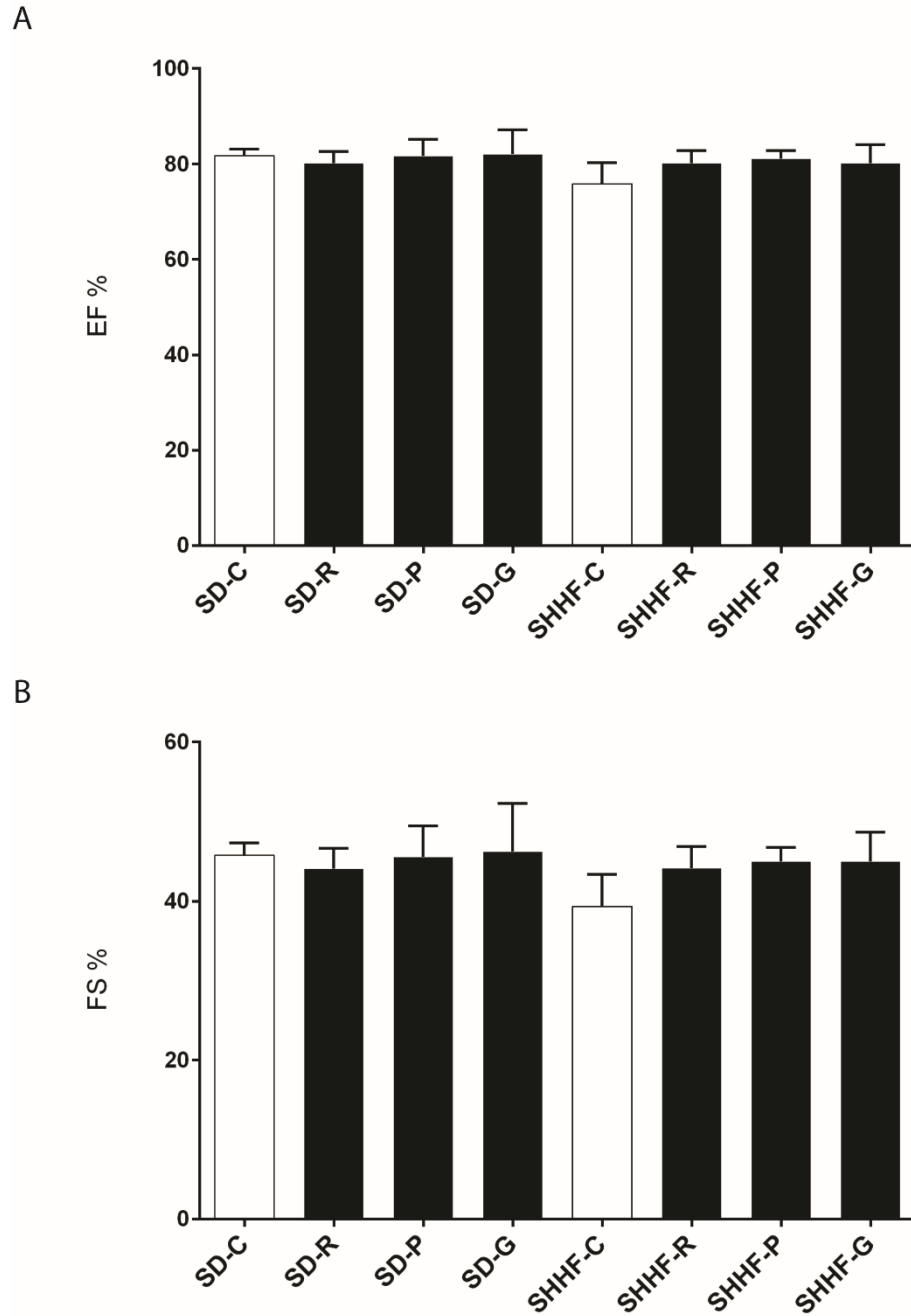 A
100
80
60
40
20
0
EF %
SD-C
SD-R
SD-P
SD-G
SHHF-C
SHHF-R
SHHF-P
SHHF-G
B
60
40
20
0
FS %
SD-C
SD-R
SD-P
SD-G
SHHF-C
SHHF-R
SHHF-P
SHHF-G